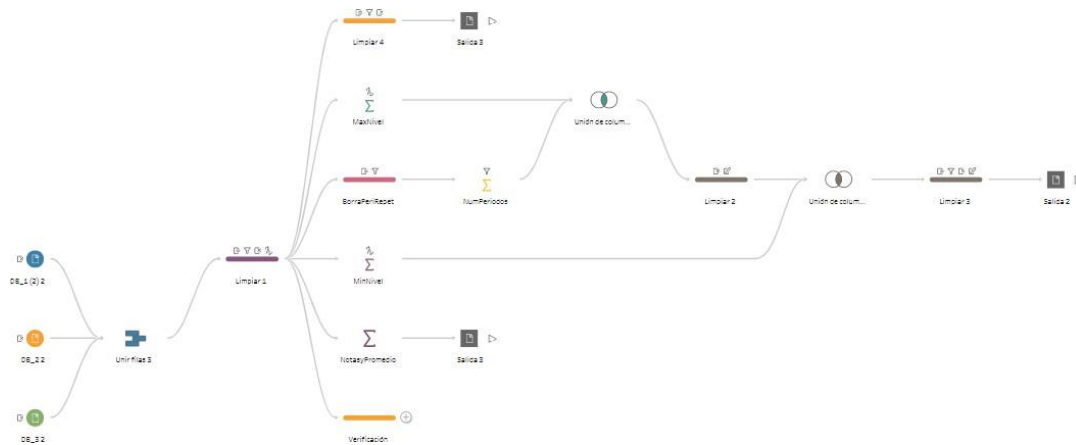 Limpiar 4
Salida 3
MaxNivel
Unión de colum...
BorraPeriRepet
NumPeriodos
Limpiar 2
Unión de colum...
Limpiar 3
Salida 2
DB_1 (2) 2
Limpiar 1
MinNivel
DB_2 2
Unir filas 3
NotasyPromedio
Salida 3
DB_3 2
Verificación